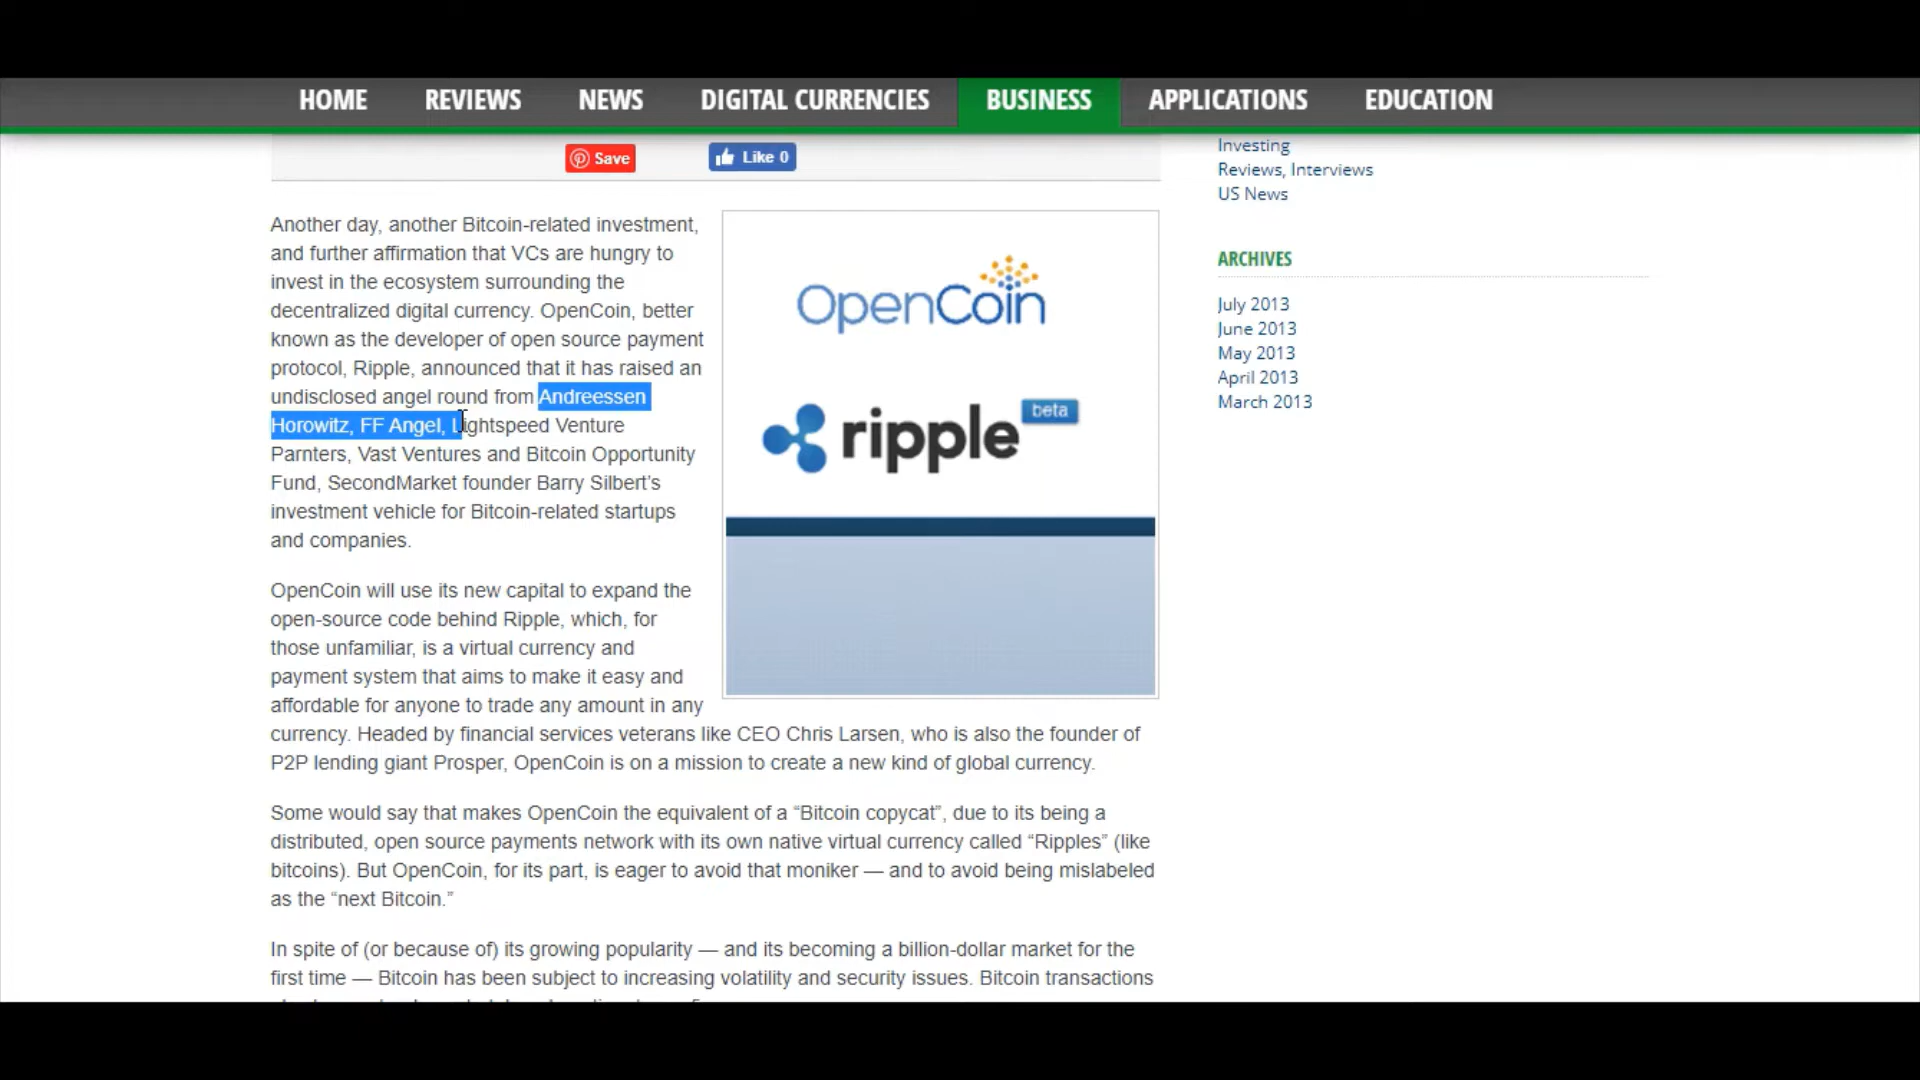 HOME REVIEWS NEWS DIGITAL CURRENCIES BUSINESS APPLICATIONS EDUCATION
Save
Like 0
Investing
Reviews, Interviews
US News
ARCHIVES
July 2013
June 2013
May 2013
April 2013
March 2013
Another day, another Bitcoin-related investment,
and further affirmation that VCs are hungry to
invest in the ecosystem surrounding the
decentralized digital currency. OpenCoin, better
known as the developer of open source payment
protocol, Ripple, announced that it has raised an
undisclosed angel round from Andreessen
Horowitz, FF Angel, Lightspeed Venture
Parnters, Vast Ventures and Bitcoin Opportunity
Fund, SecondMarket founder Barry Silbert’s
investment vehicle for Bitcoin-related startups
and companies.
OpenCoin
ripple beta
OpenCoin will use its new capital to expand the
open-source code behind Ripple, which, for
those unfamiliar, is a virtual currency and
payment system that aims to make it easy and
affordable for anyone to trade any amount in any
currency. Headed by financial services veterans like CEO Chris Larsen, who is also the founder of
P2P lending giant Prosper, OpenCoin is on a mission to create a new kind of global currency.
Some would say that makes OpenCoin the equivalent of a “Bitcoin copycat”, due to its being a
distributed, open source payments network with its own native virtual currency called “Ripples” (like
bitcoins). But OpenCoin, for its part, is eager to avoid that moniker — and to avoid being mislabeled
as the “next Bitcoin.”
In spite of (or because of) its growing popularity — and its becoming a billion-dollar market for the
first time — Bitcoin has been subject to increasing volatility and security issues. Bitcoin transactions